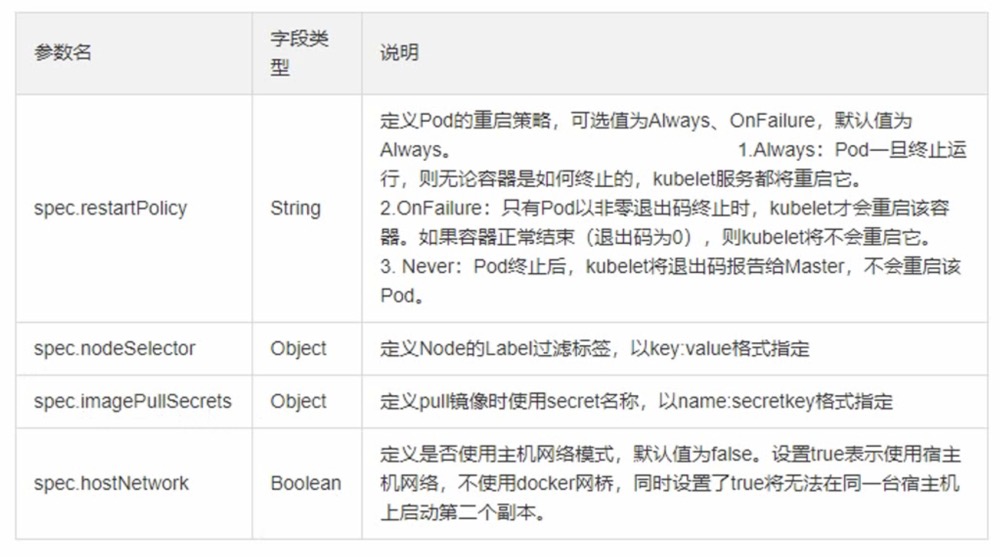 参数名
字段类
型
说明
spec.restartPolicy
String
定义Pod的重启策略，可选值为Always、OnFailure，默认值为
Always。 1.Always：Pod一旦终止运
行，则无论容器是如何终止的，kubelet服务都将重启它。
2.OnFailure：只有Pod以非零退出码终止时，kubelet才会重启该容
器。如果容器正常结束（退出码为0），则kubelet将不会重启它。
3. Never：Pod终止后，kubelet将退出码报告给Master，不会重启该
Pod。
spec.nodeSelector
Object
定义Node的Label过滤标签，以key:value格式指定
spec.imagePullSecrets
Object
定义pull镜像时使用secret名称，以name:secretkey格式指定
spec.hostNetwork
Boolean
定义是否使用主机网络模式，默认值为false。设置true表示使用宿主
机网络，不使用docker网桥，同时设置了true将无法在同一台宿主机
上启动第二个副本。